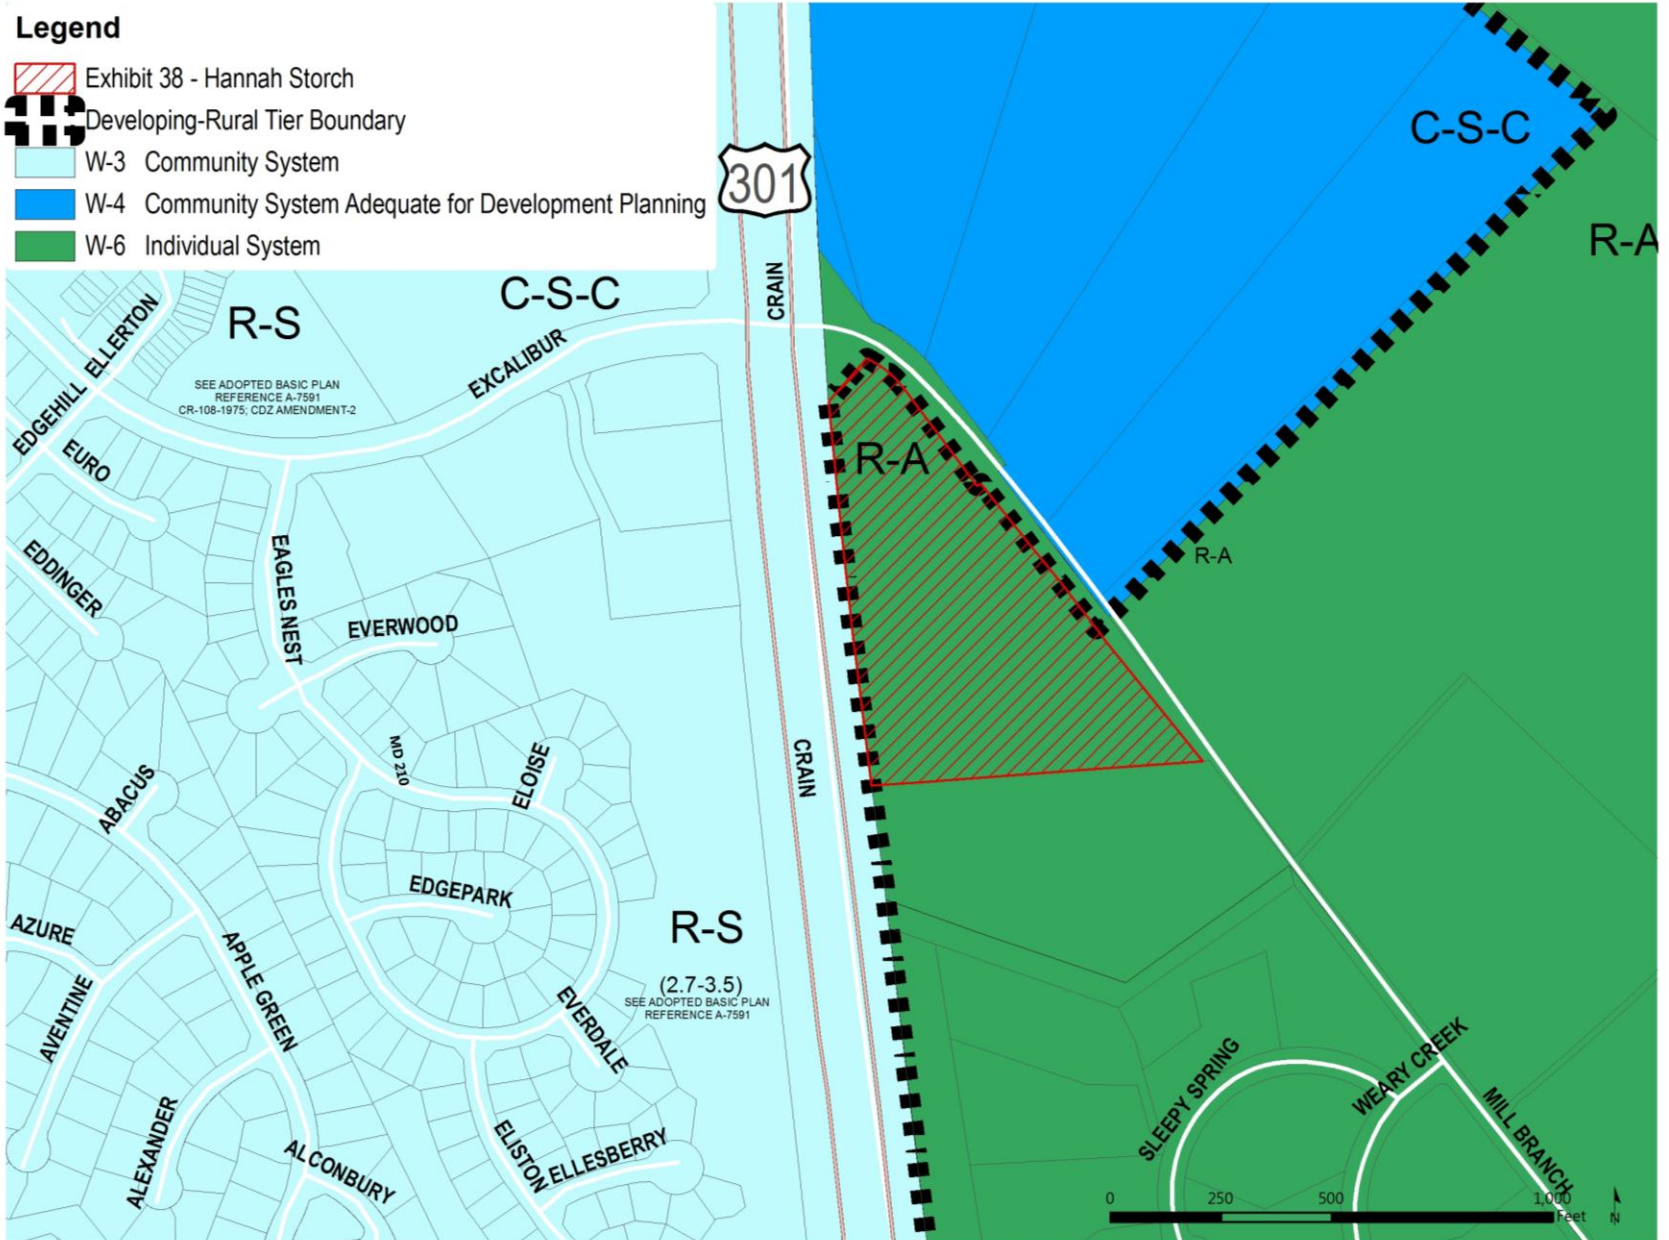 Legend
Exhibit 38 - Hannah Storch
Developing-Rural Tier Boundary
W-3 Community System
W-4 Community System Adequate for Development Planning
W-6 Individual System
301
C-S-C
R-A
CRAIN
C-S-C
R-S
SEE ADOPTED BASIC PLAN
REFERENCE A-7591
CR-108-1975; CDZ AMENDMENT-2
EDGEHILL
ELLERTON
EXCALIBUR
EURO
R-A
EDDINGER
EAGLES NEST
R-A
EVERWOOD
MD 210
ELOISE
CRAIN
ABACUS
EDGEPARK
AZURE
APPLE GREEN
R-S
(2.7-3.5)
SEE ADOPTED BASIC PLAN
REFERENCE A-7591
AVENTINE
EVERDALE
SLEEPY SPRING
WEARY CREEK
MILL BRANCH
ALEXANDER
ALCONBURY
ELISTON
ELLESBERRY
0 250 500 1,000
Feet
N